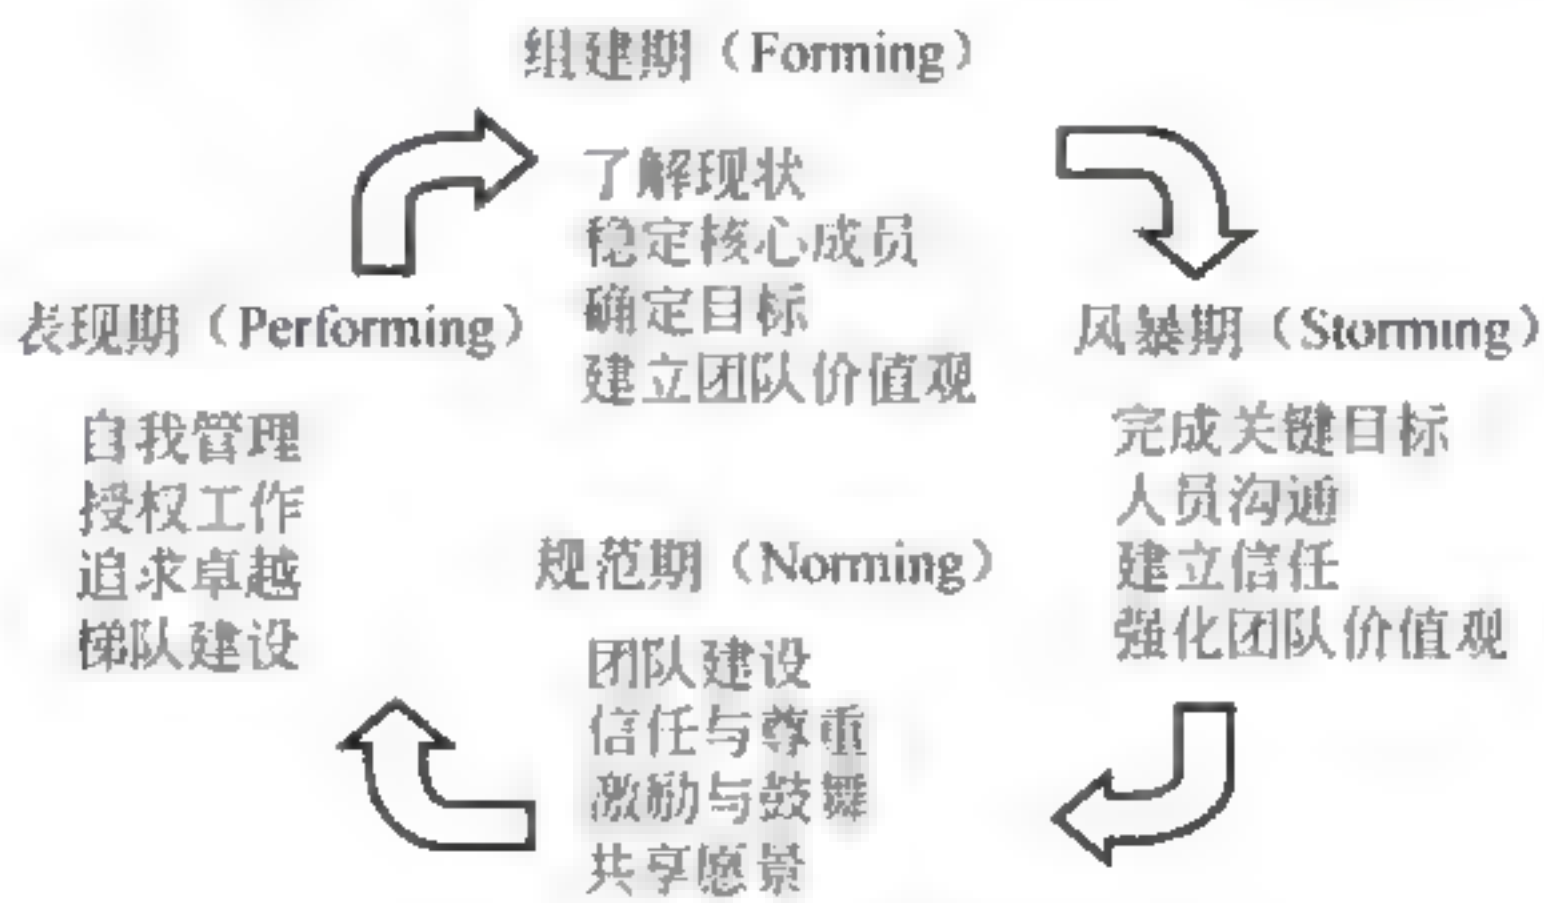 组建期（Forming）
了解现状
稳定核心成员
确定目标
建立团队价值观
风暴期（Storming）
完成关键目标
人员沟通
建立信任
强化团队价值观
规范期（Norming）
团队建设
信任与尊重
激励与鼓舞
共享愿景
表现期（Performing）
自我管理
授权工作
追求卓越
梯队建设